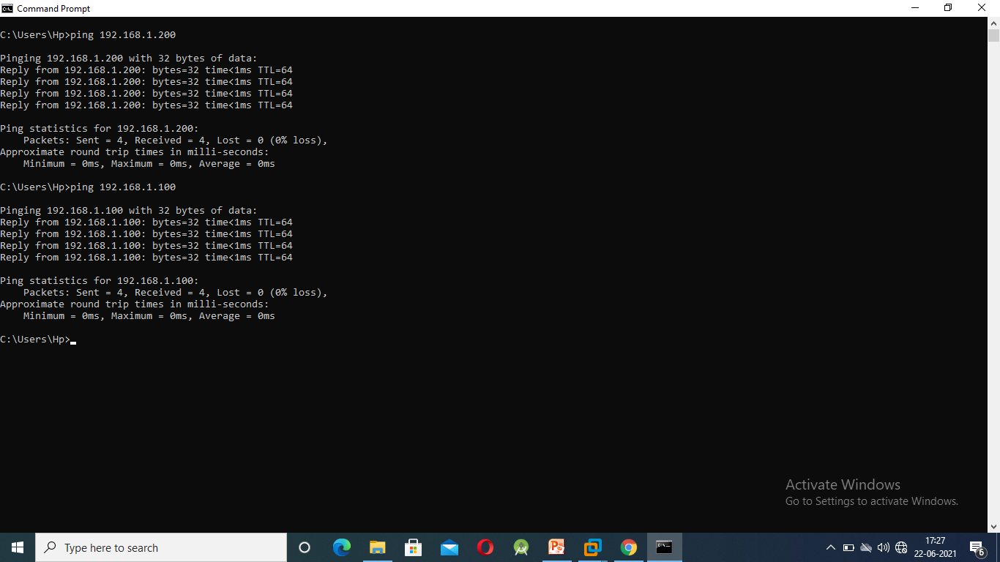 Command Prompt
C:\Users\Hp>ping 192.168.1.200
Pinging 192.168.1.200 with 32 bytes of data:
Reply from 192.168.1.200: bytes=32 time<1ms TTL=64
Reply from 192.168.1.200: bytes=32 time<1ms TTL=64
Reply from 192.168.1.200: bytes=32 time<1ms TTL=64
Reply from 192.168.1.200: bytes=32 time<1ms TTL=64
Ping statistics for 192.168.1.200:
    Packets: Sent = 4, Received = 4, Lost = 0 (0% loss),
Approximate round trip times in milli-seconds:
    Minimum = 0ms, Maximum = 0ms, Average = 0ms
C:\Users\Hp>ping 192.168.1.100
Pinging 192.168.1.100 with 32 bytes of data:
Reply from 192.168.1.100: bytes=32 time<1ms TTL=64
Reply from 192.168.1.100: bytes=32 time<1ms TTL=64
Reply from 192.168.1.100: bytes=32 time<1ms TTL=64
Reply from 192.168.1.100: bytes=32 time<1ms TTL=64
Ping statistics for 192.168.1.100:
    Packets: Sent = 4, Received = 4, Lost = 0 (0% loss),
Approximate round trip times in milli-seconds:
    Minimum = 0ms, Maximum = 0ms, Average = 0ms
C:\Users\Hp>
Activate Windows
Go to Settings to activate Windows.
Type here to search
17:27
22-06-2021
6